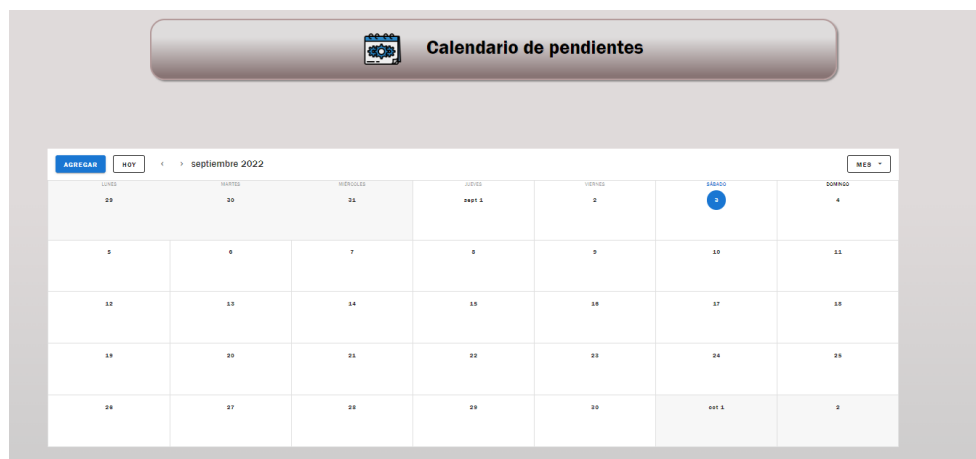 Calendario de pendientes
AGREGAR HOY ‹ › septiembre 2022 MES
LUNES MARTES MIÉRCOLES JUEVES VIERNES SÁBADO DOMINGO
29 30 31 sept 1 2 3 4
5 6 7 8 9 10 11
12 13 14 15 16 17 18
19 20 21 22 23 24 25
26 27 28 29 30 oct 1 2